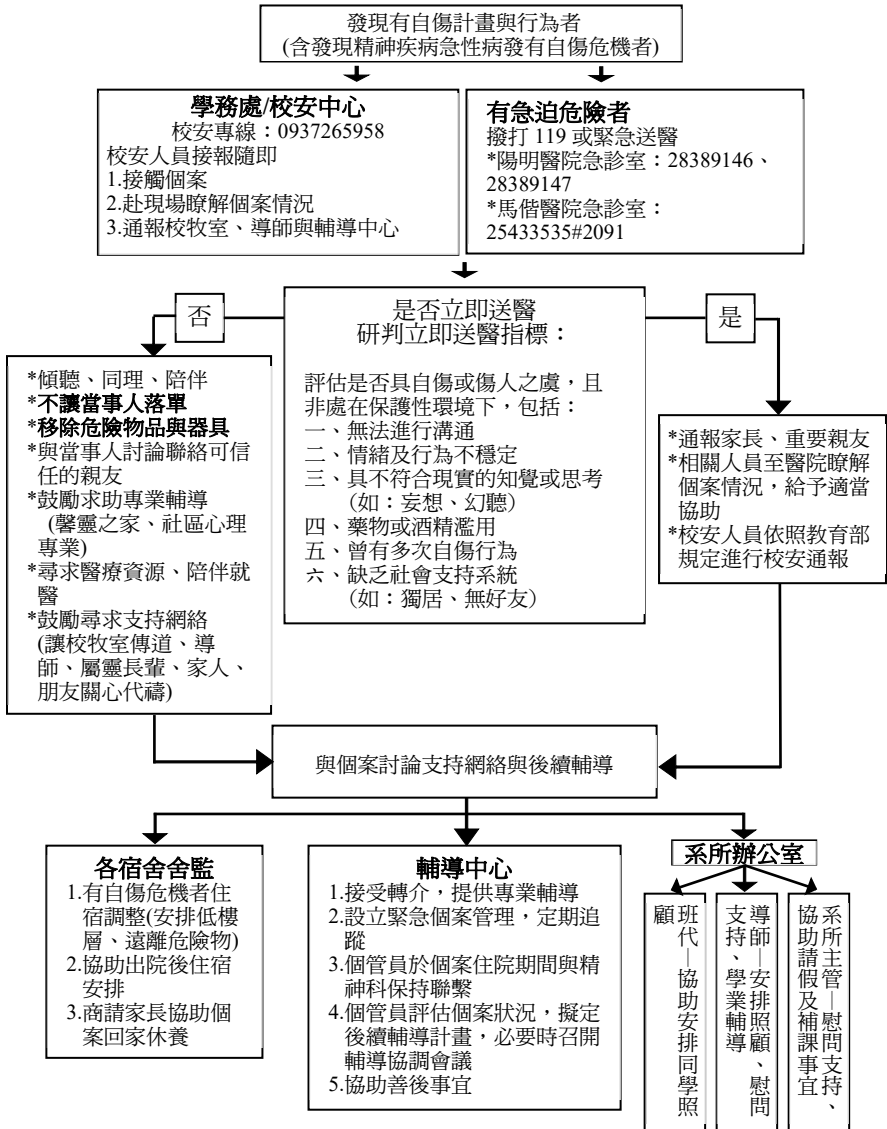 發現有自傷計畫與行為者
(含發現精神疾病急性病發有自傷危機者)
學務處/校安中心
校安專線：0937265958
校安人員接報隨即
1.接觸個案
2.赴現場瞭解個案情況
3.通報校牧室、導師與輔導中心
有急迫危險者
撥打 119 或緊急送醫
*陽明醫院急診室：28389146、
28389147
*馬偕醫院急診室：
25433535#2091
否
是否立即送醫
研判立即送醫指標：
評估是否具自傷或傷人之虞，且
非處在保護性環境下，包括：
一、無法進行溝通
二、情緒及行為不穩定
三、具不符合現實的知覺或思考
（如：妄想、幻聽）
四、藥物或酒精濫用
五、曾有多次自傷行為
六、缺乏社會支持系統
（如：獨居、無好友）
是
*傾聽、同理、陪伴
*不讓當事人落單
*移除危險物品與器具
*與當事人討論聯絡可信
任的親友
*鼓勵求助專業輔導
(馨靈之家、社區心理
專業)
*尋求醫療資源、陪伴就
醫
*鼓勵尋求支持網絡
(讓校牧室傳道、導
師、屬靈長輩、家人、
朋友關心代禱)
*通報家長、重要親友
*相關人員至醫院瞭解
個案情況，給予適當
協助
*校安人員依照教育部
規定進行校安通報
與個案討論支持網絡與後續輔導
各宿舍舍監
1.有自傷危機者住
宿調整(安排低樓
層、遠離危險物)
2.協助出院後住宿
安排
3.商請家長協助個
案回家休養
輔導中心
1.接受轉介，提供專業輔導
2.設立緊急個案管理，定期追
蹤
3.個管員於個案住院期間與精
神科保持聯繫
4.個管員評估個案狀況，擬定
後續輔導計畫，必要時召開
輔導協調會議
5.協助善後事宜
系所辦公室
班代—協助安排同學照
顧
導師—安排照顧、慰問
支持、學業輔導
系所主管—慰問支持、
協助請假及補課事宜